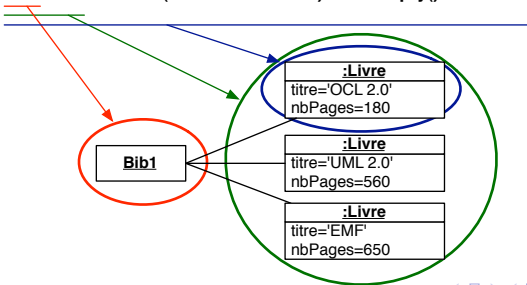 :Livre
titre='OCL 2.0'
nbPages=180
Bib1
:Livre
titre='UML 2.0'
nbPages=560
:Livre
titre='EMF'
nbPages=650